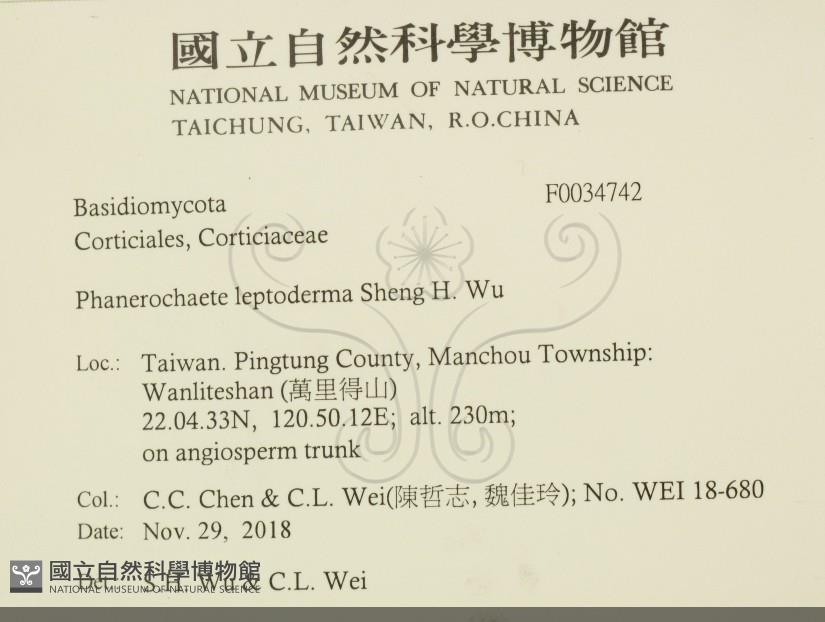 國立自然科學博物館
NATIONAL MUSEUM OF NATURAL SCIENCE
TAICHUNG, TAIWAN, R.O.CHINA
Basidiomycota F0034742
Corticiales, Corticiaceae
Phanerochaete leptoderma Sheng H. Wu
Loc.: Taiwan. Pingtung County, Manchou Township:
Wanliteshan (萬里得山)
22.04.33N, 120.50.12E; alt. 230m;
on angiosperm trunk
Col.: C.C. Chen & C.L. Wei(陳哲志, 魏佳玲); No. WEI 18-680
Date: Nov. 29, 2018
Det.: S.H. Wu & C.L. Wei
國立自然科學博物館
NATIONAL MUSEUM OF NATURAL SCIENCE